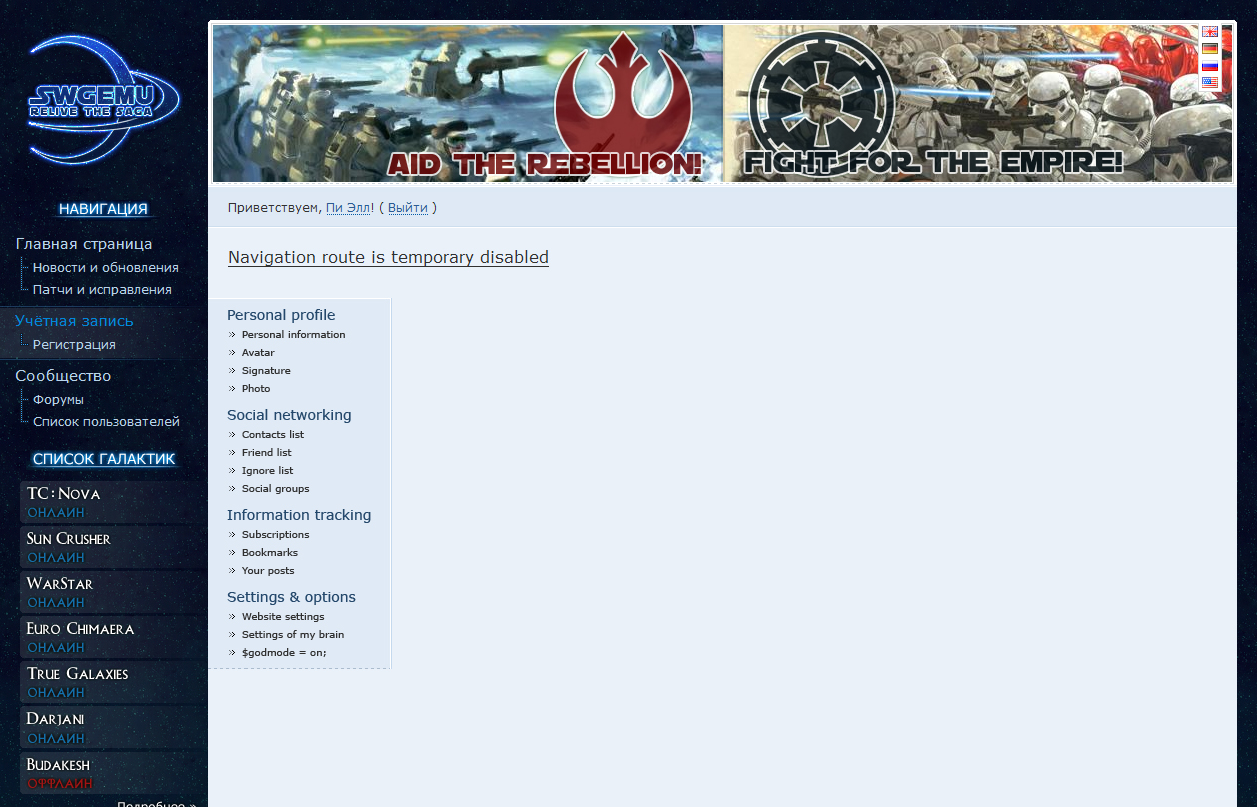 SWGEMU
RELIVE THE SAGA
AID THE REBELLION!
FIGHT FOR THE EMPIRE!
НАВИГАЦИЯ
Главная страница
Новости и обновления
Патчи и исправления
Учётная запись
Регистрация
Сообщество
Форумы
Список пользователей
СПИСОК ГАЛАКТИК
TC:Nova
ОНЛАЙН
Sun Crusher
ОНЛАЙН
WarStar
ОНЛАЙН
Euro Chimaera
ОНЛАЙН
True Galaxies
ОНЛАЙН
Darjani
ОНЛАЙН
Budakesh
ОФФЛАЙН
Подробнее »
Приветствуем, Пи Элл! ( Выйти )
Navigation route is temporary disabled
Personal profile
» Personal information
» Avatar
» Signature
» Photo
Social networking
» Contacts list
» Friend list
» Ignore list
» Social groups
Information tracking
» Subscriptions
» Bookmarks
» Your posts
Settings & options
» Website settings
» Settings of my brain
» $godmode = on;